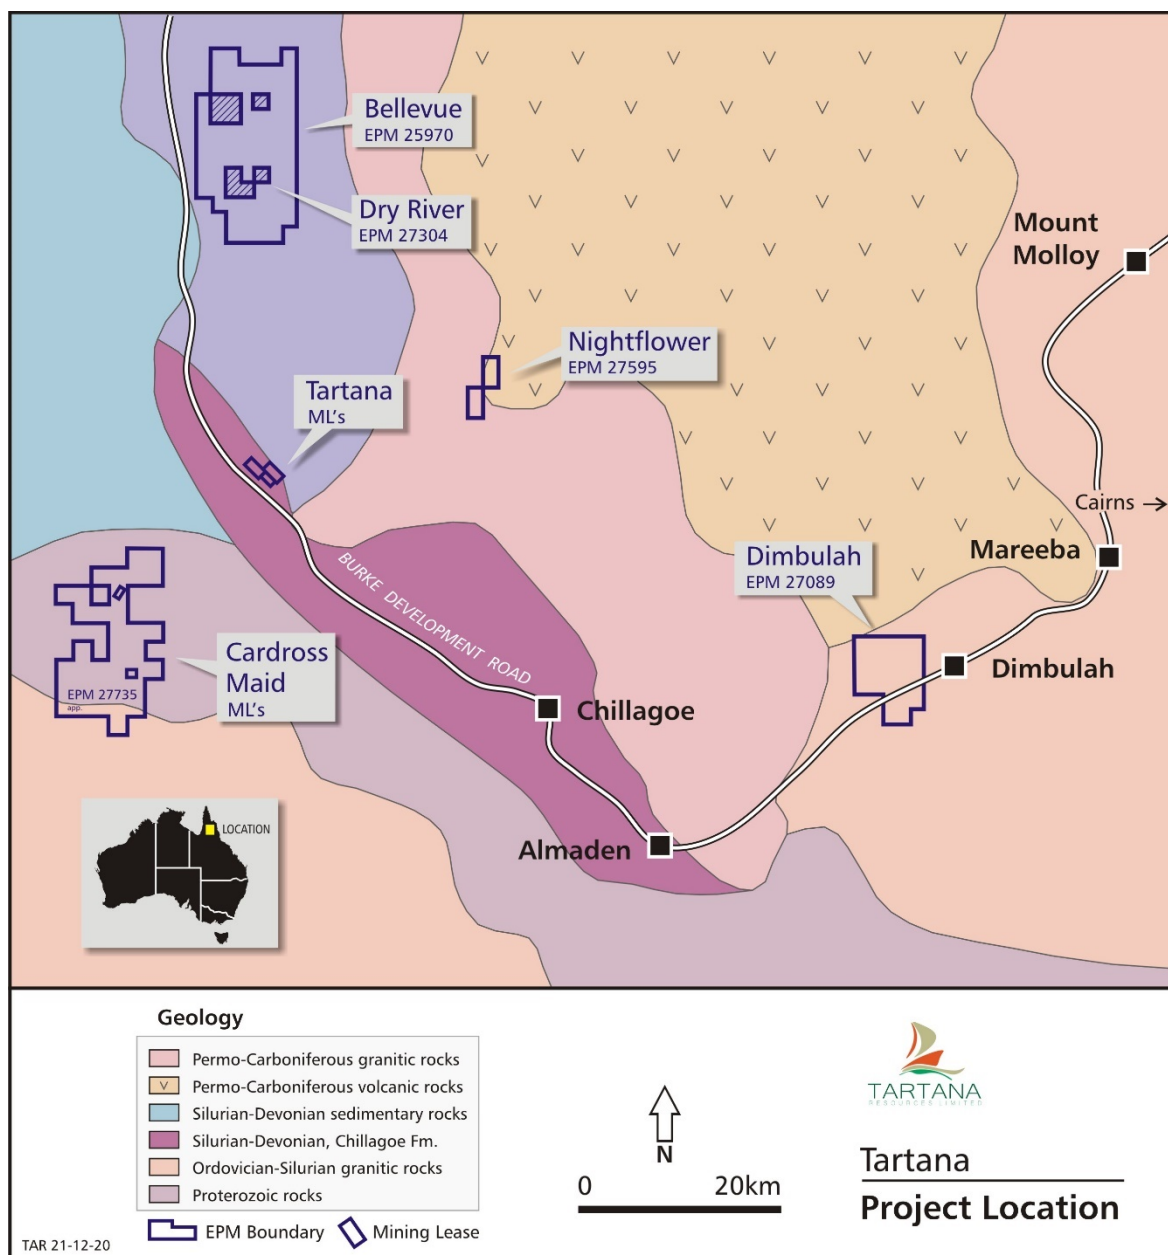 Bellevue
EPM 25970
Dry River
EPM 27304
Mount
Molloy
Nightflower
EPM 27595
Tartana
ML's
Cairns →
Mareeba
Dimbulah
EPM 27089
BURKE DEVELOPMENT ROAD
Cardross
Maid
ML's
EPM 27735
app.
Dimbulah
Chillagoe
LOCATION
Almaden
Geology
Permo-Carboniferous granitic rocks
Permo-Carboniferous volcanic rocks
Silurian-Devonian sedimentary rocks
Silurian-Devonian, Chillagoe Fm.
Ordovician-Silurian granitic rocks
Proterozoic rocks
EPM Boundary
Mining Lease
N
0 20km
TARTANA
RESOURCES LIMITED
Tartana
Project Location
TAR 21-12-20